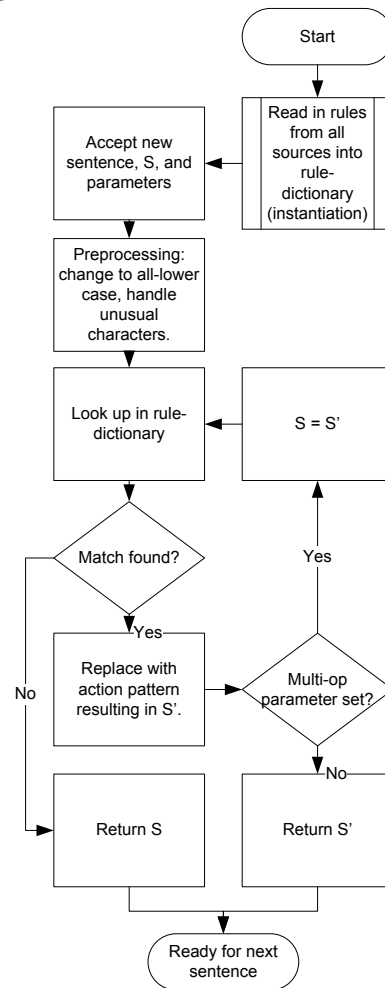 Start
Read in rules
from all
sources into
rule-
dictionary
(instantiation)
Accept new
sentence, S, and
parameters
Preprocessing:
change to all-lower
case, handle
unusual
characters.
Look up in rule-
dictionary
S = S’
Match found?
Yes
Yes
No
Replace with
action pattern
resulting in S’.
Multi-op
parameter set?
No
Return S
Return S’
Ready for next
sentence